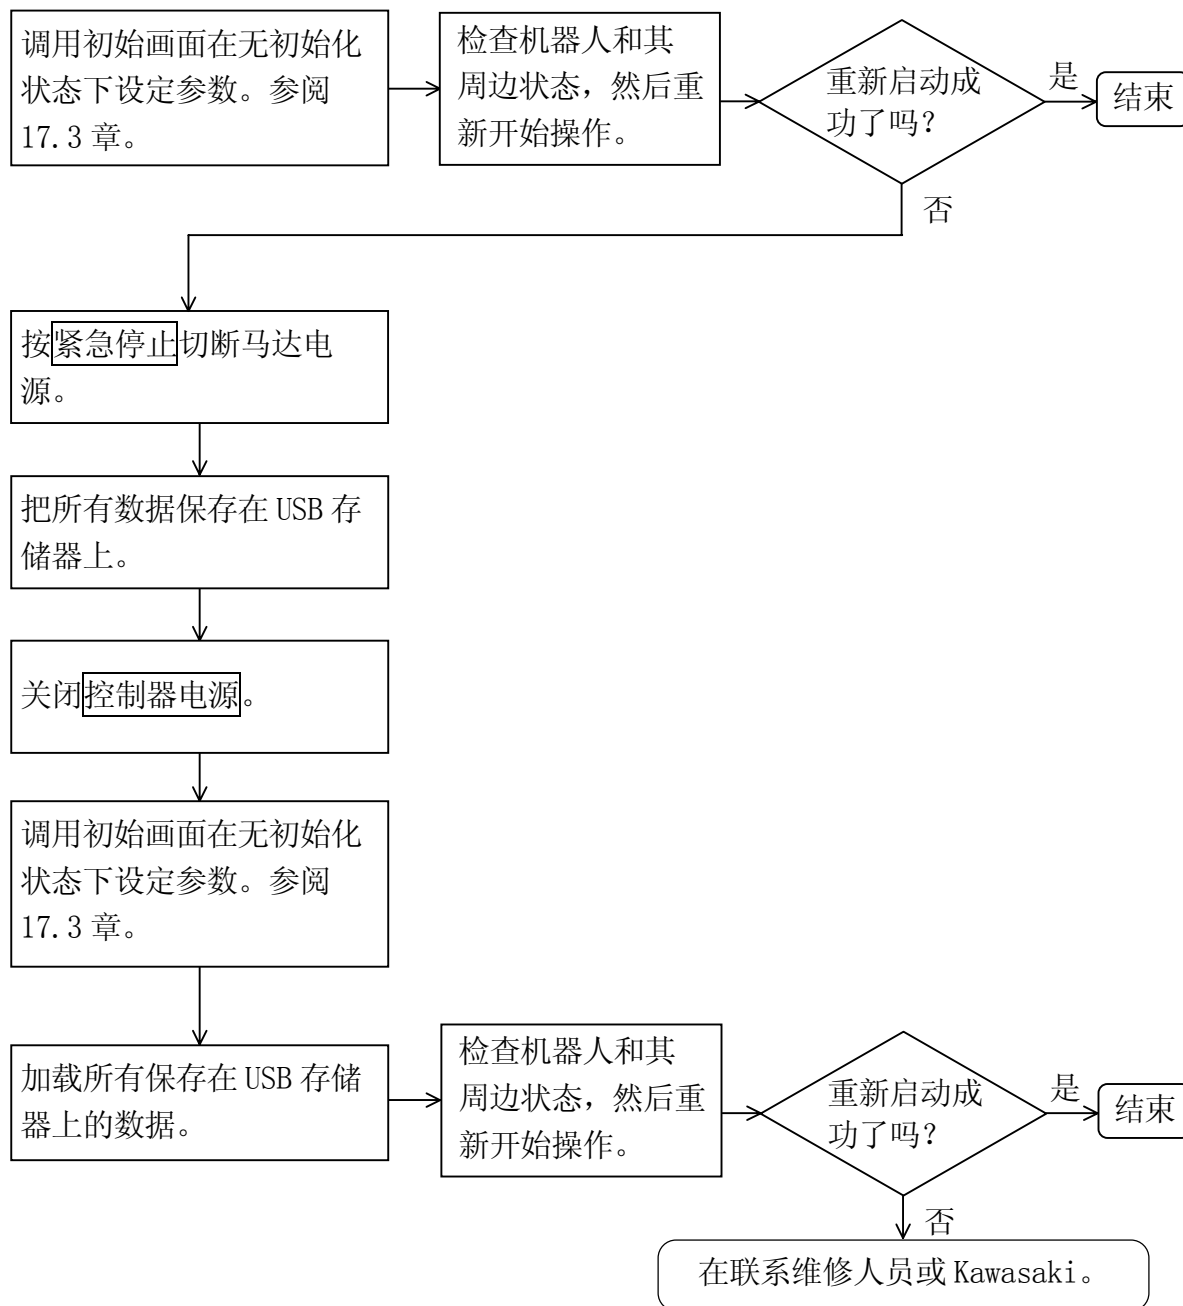 调用初始画面在无初始化
状态下设定参数。参阅
17.3 章。
检查机器人和其
周边状态，然后重
新开始操作。
重新启动成
功了吗？
是
结束
否
按紧急停止切断马达电
源。
把所有数据保存在 USB 存
储器上。
关闭控制器电源。
调用初始画面在无初始化
状态下设定参数。参阅
17.3 章。
加载所有保存在 USB 存储
器上的数据。
检查机器人和其
周边状态，然后重
新开始操作。
重新启动成
功了吗？
是
结束
否
在联系维修人员或 Kawasaki。